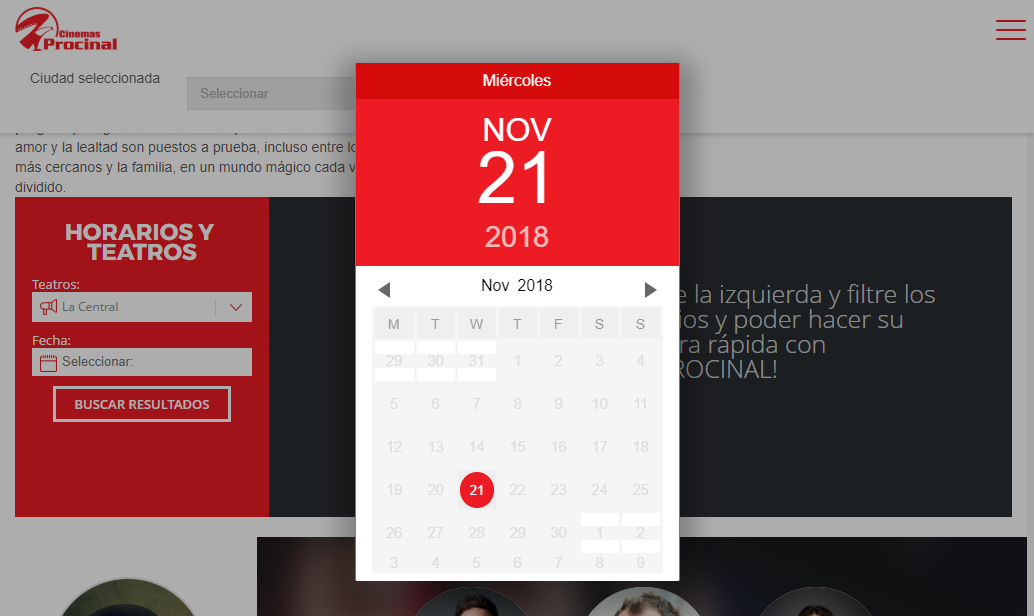 Cinemas
Procinal
Ciudad seleccionada
Seleccionar
amor y la lealtad son puestos a prueba, incluso entre
más cercanos y la familia, en un mundo mágico cada
dividido.
HORARIOS Y
TEATROS
Teatros:
La Central
Fecha:
Seleccionar:
BUSCAR RESULTADOS
Miércoles
NOV
21
2018
Nov 2018
M T W T F S S
29 30 31 1 2 3 4
5 6 7 8 9 10 11
12 13 14 15 16 17 18
19 20 21 22 23 24 25
26 27 28 29 30 1 2
3 4 5 6 7 8 9
la izquierda y filtre los
y poder hacer su
rápida con
ROCINAL!